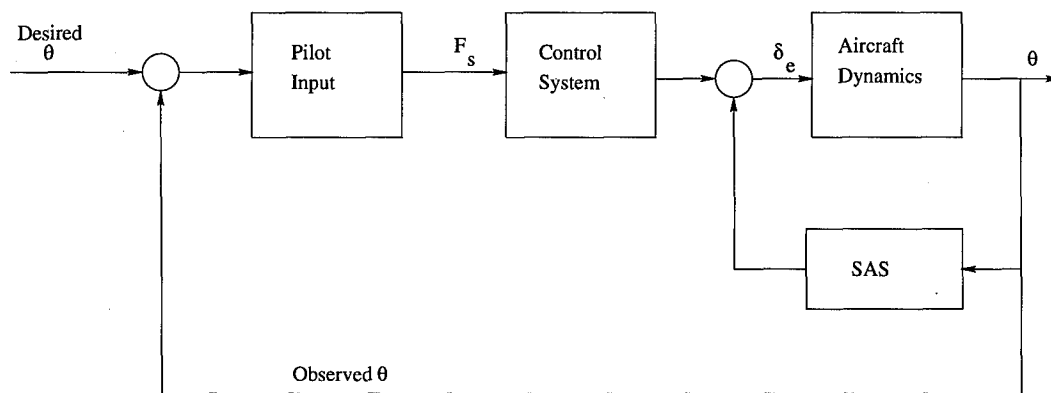 Desired
θ
Pilot
Input
F
s
Control
System
δ
e
Aircraft
Dynamics
θ
SAS
Observed θ